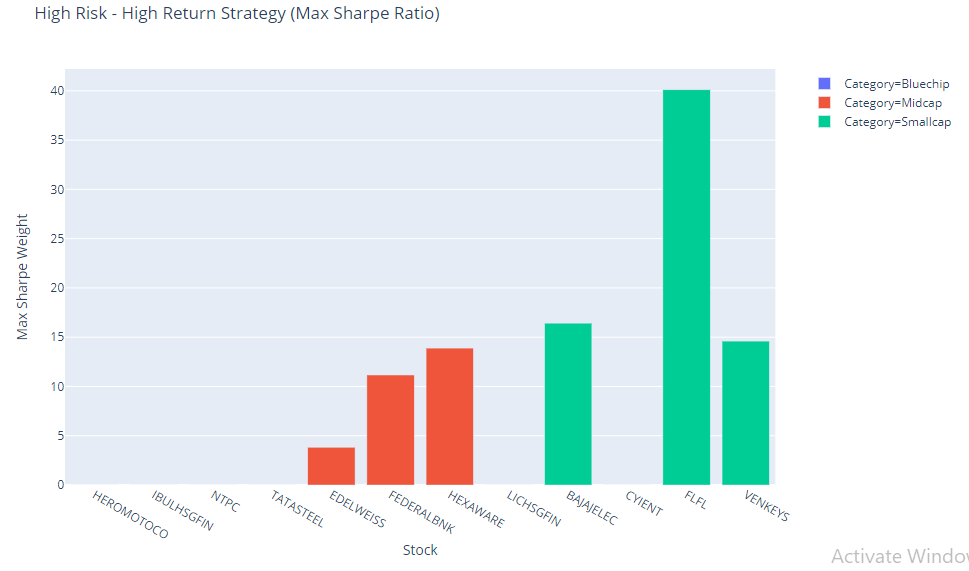 High Risk - High Return Strategy (Max Sharpe Ratio)
Category=Bluechip
Category=Midcap
Category=Smallcap
40
35
30
25
20
15
10
5
0
Max Sharpe Weight
HEROMOTOCO
IBULHSGFIN
NTPC
TATASTEEL
EDELWEISS
FEDERALBNK
HEXAWARE
LICHSGFIN
BAJAJELEC
CYIENT
FLFL
VENKEYS
Stock
Activate Window